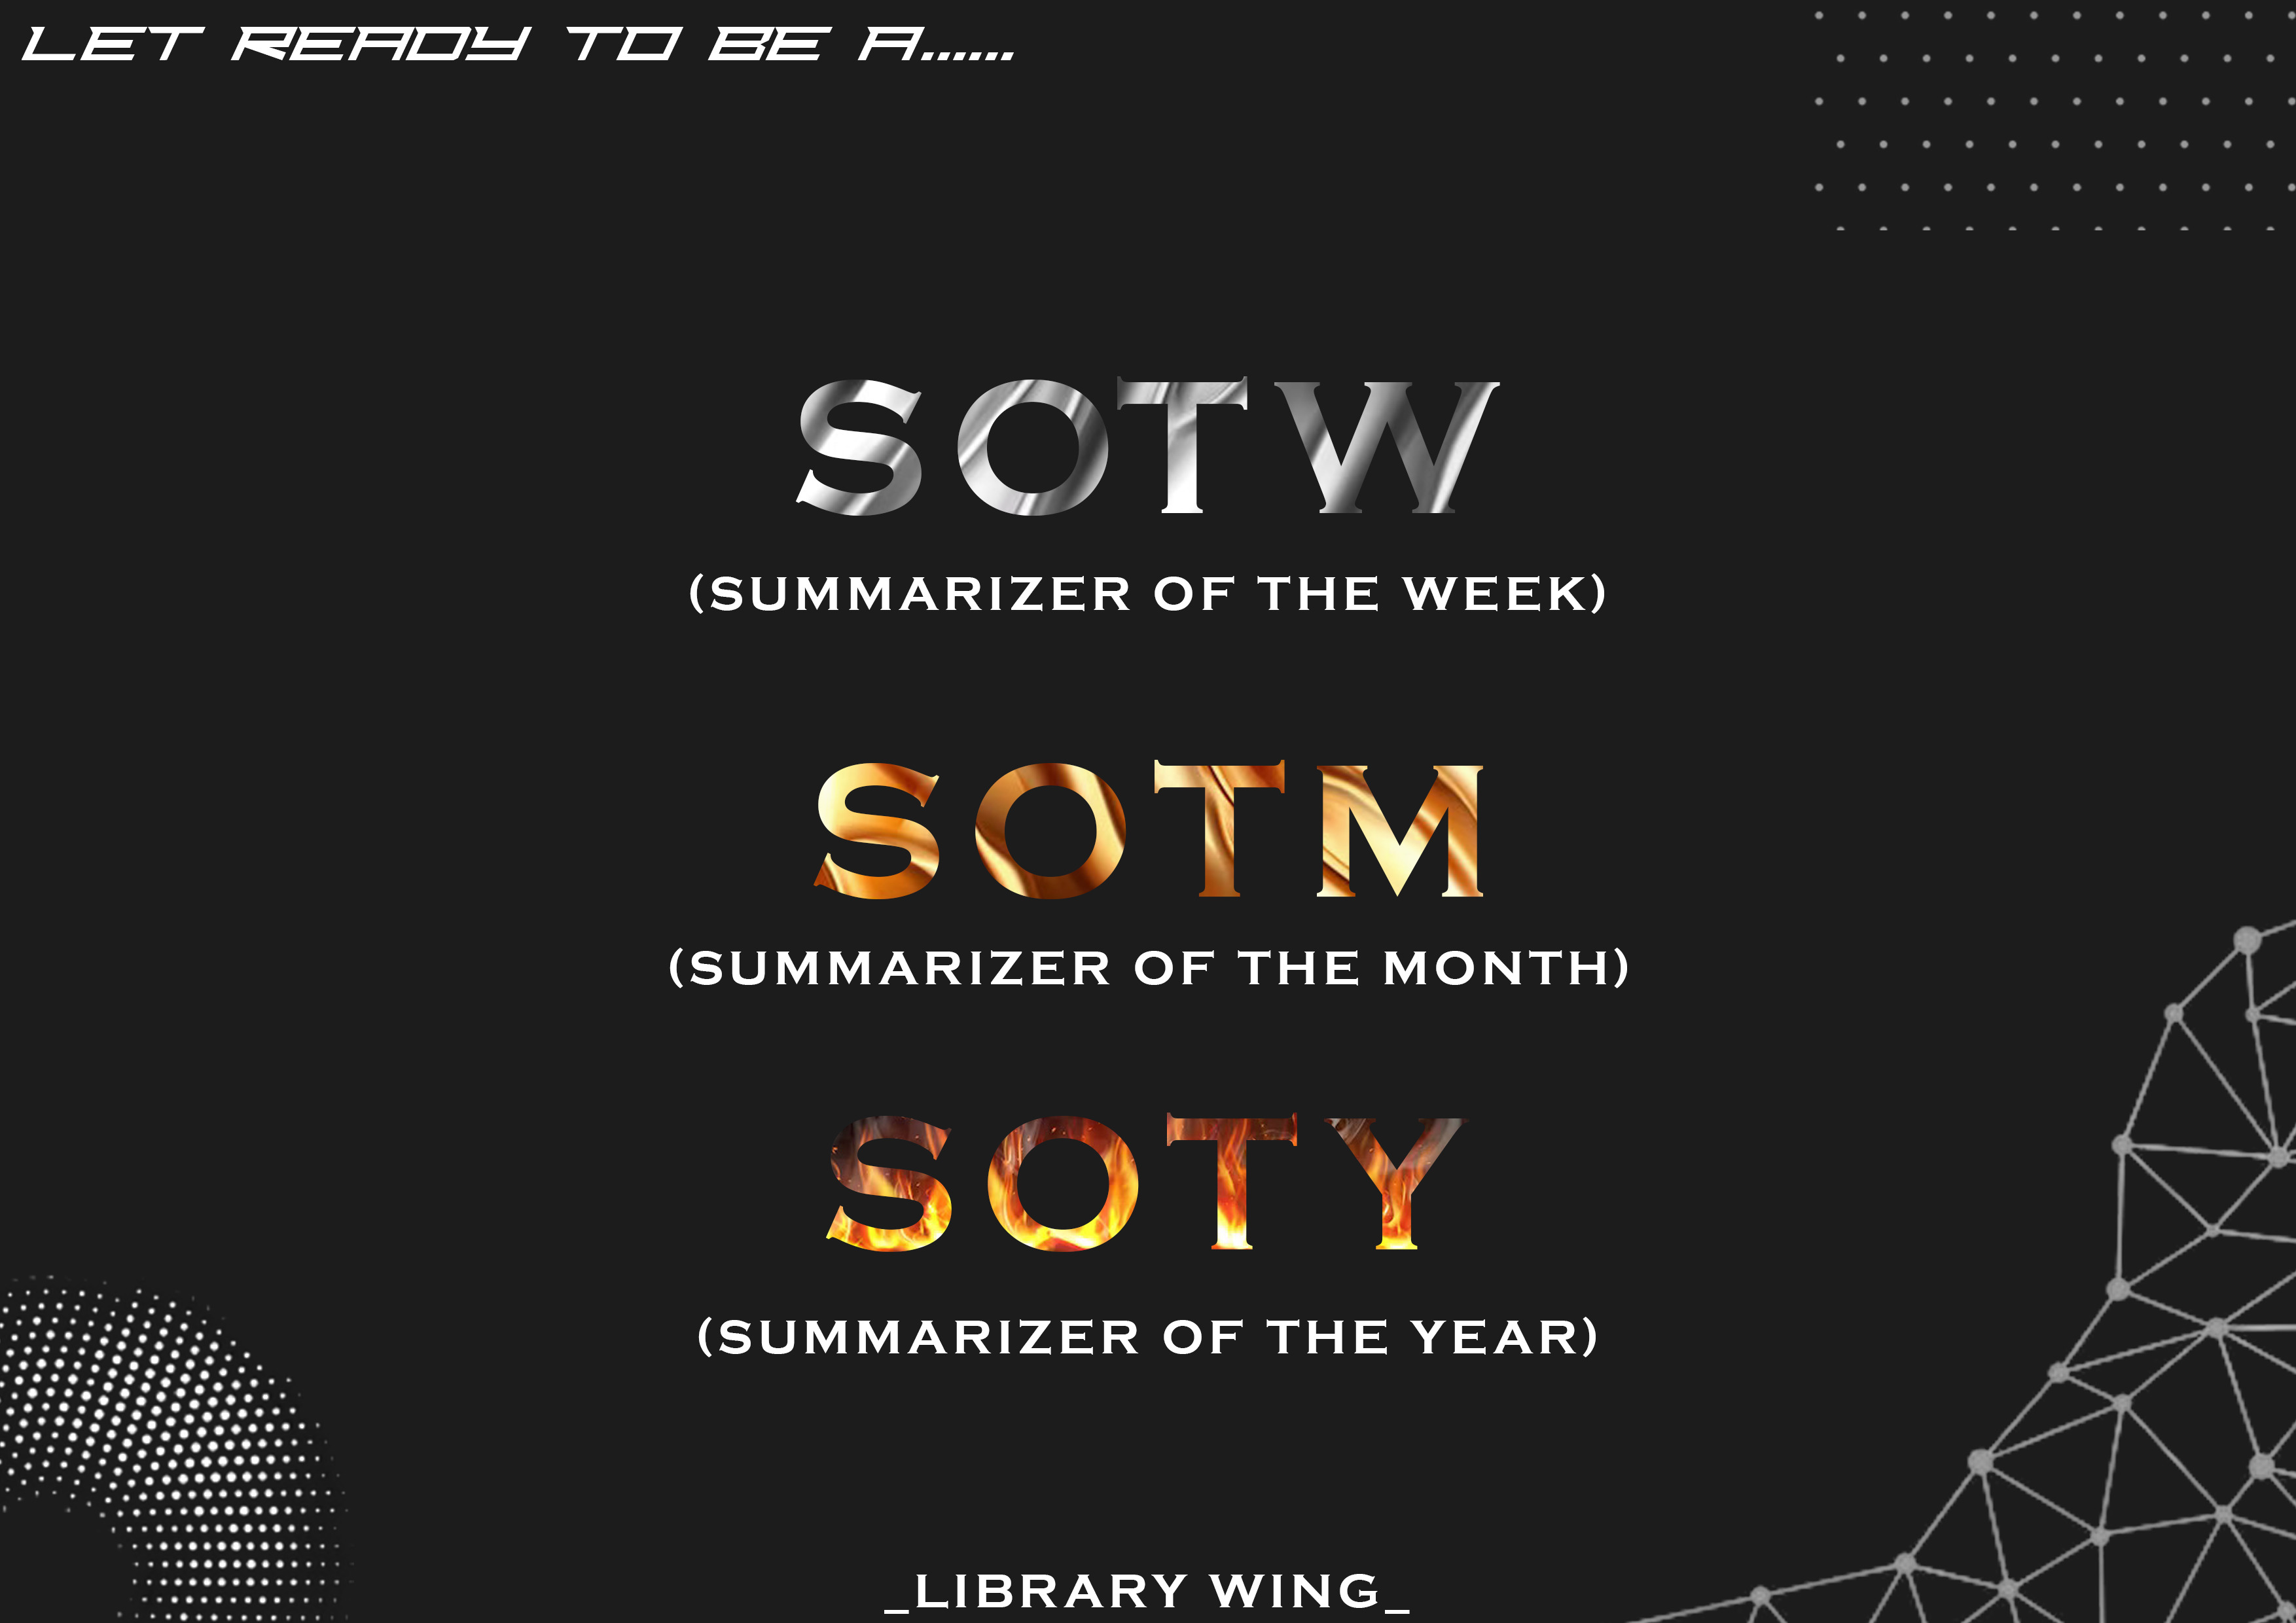 LET READY TO BE A......
SOTW
(SUMMARIZER OF THE WEEK)
SOTM
(SUMMARIZER OF THE MONTH)
SOTY
(SUMMARIZER OF THE YEAR)
_LIBRARY WING_